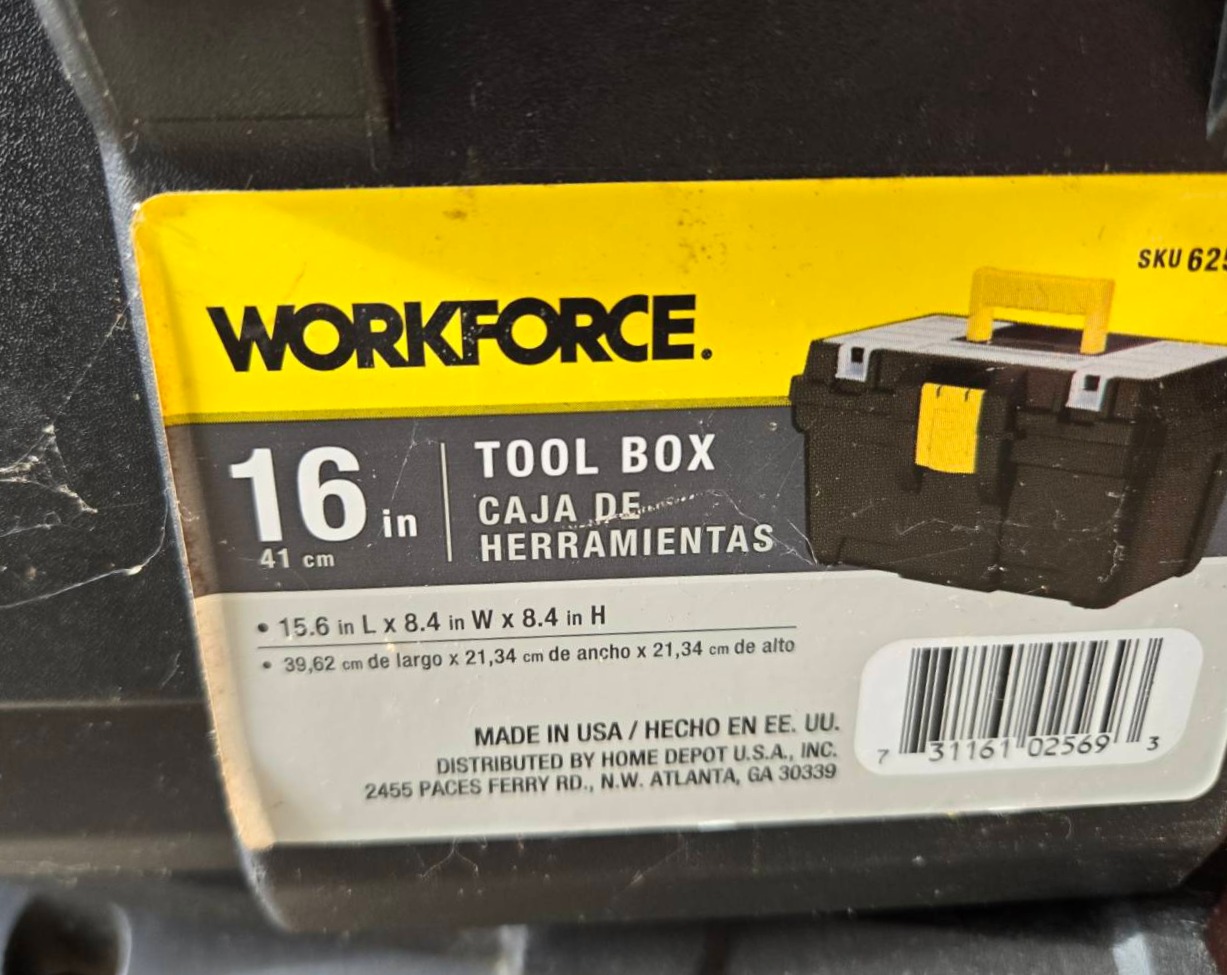 SKU 625
WORKFORCE.
16 in
41 cm
TOOL BOX
CAJA DE
HERRAMIENTAS
• 15.6 in L x 8.4 in W x 8.4 in H
• 39,62 cm de largo x 21,34 cm de ancho x 21,34 cm de alto
MADE IN USA / HECHO EN EE. UU.
DISTRIBUTED BY HOME DEPOT U.S.A., INC.
2455 PACES FERRY RD., N.W. ATLANTA, GA 30339
7 31161 02569 3